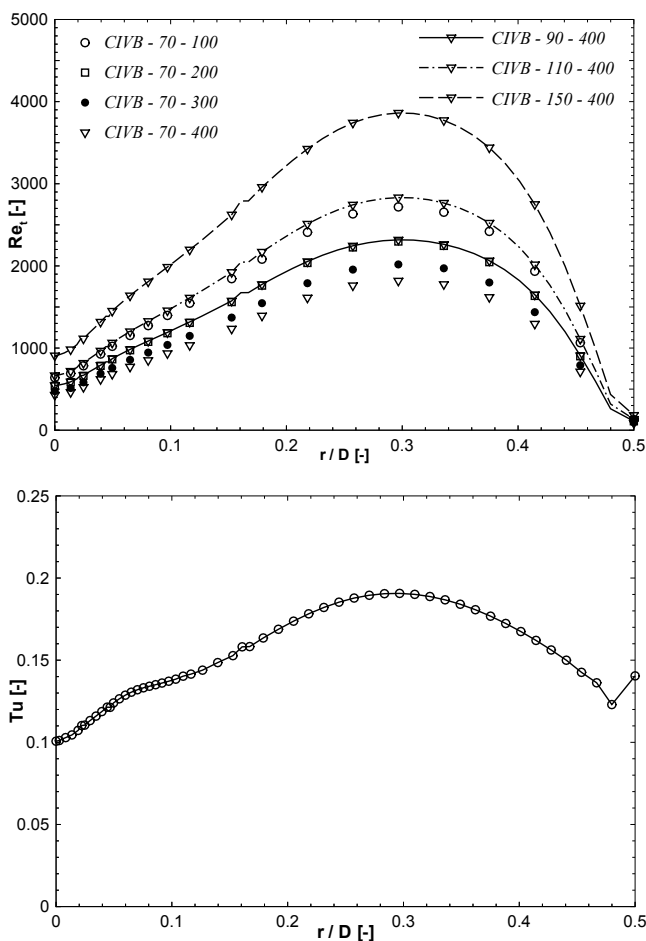 5000
4000
3000
2000
1000
0
Re_t [-]
CIVB - 70 - 100
CIVB - 70 - 200
CIVB - 70 - 300
CIVB - 70 - 400
CIVB - 90 - 400
CIVB - 110 - 400
CIVB - 150 - 400
0 0.1 0.2 0.3 0.4 0.5
r / D [-]
0.25
0.2
0.15
0.1
0.05
0
Tu [-]
0 0.1 0.2 0.3 0.4 0.5
r / D [-]